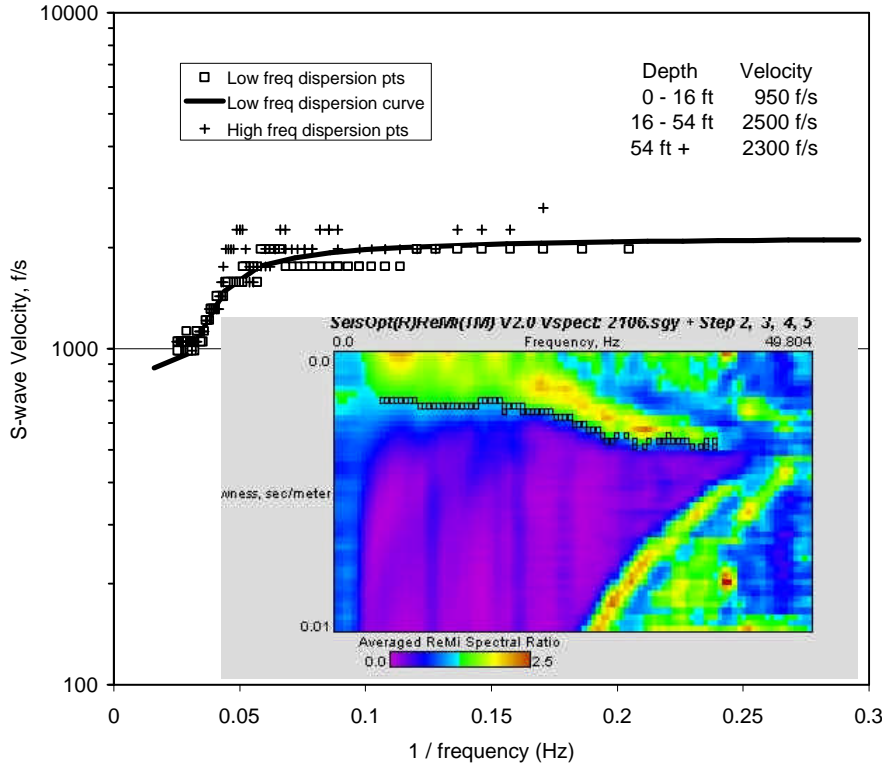 10000
1000
100
S-wave Velocity, f/s
Low freq dispersion pts
Low freq dispersion curve
High freq dispersion pts
Depth Velocity
0 - 16 ft 950 f/s
16 - 54 ft 2500 f/s
54 ft + 2300 f/s
SeisOpt(R)ReMi(TM) V2.0 Vspect: 2106.sgy + Step 2, 3, 4, 5
0.0 Frequency, Hz 49.804
0.0
wness, sec/meter
0.01
Averaged ReMi Spectral Ratio
0.0 2.5
0 0.05 0.1 0.15 0.2 0.25 0.3
1 / frequency (Hz)